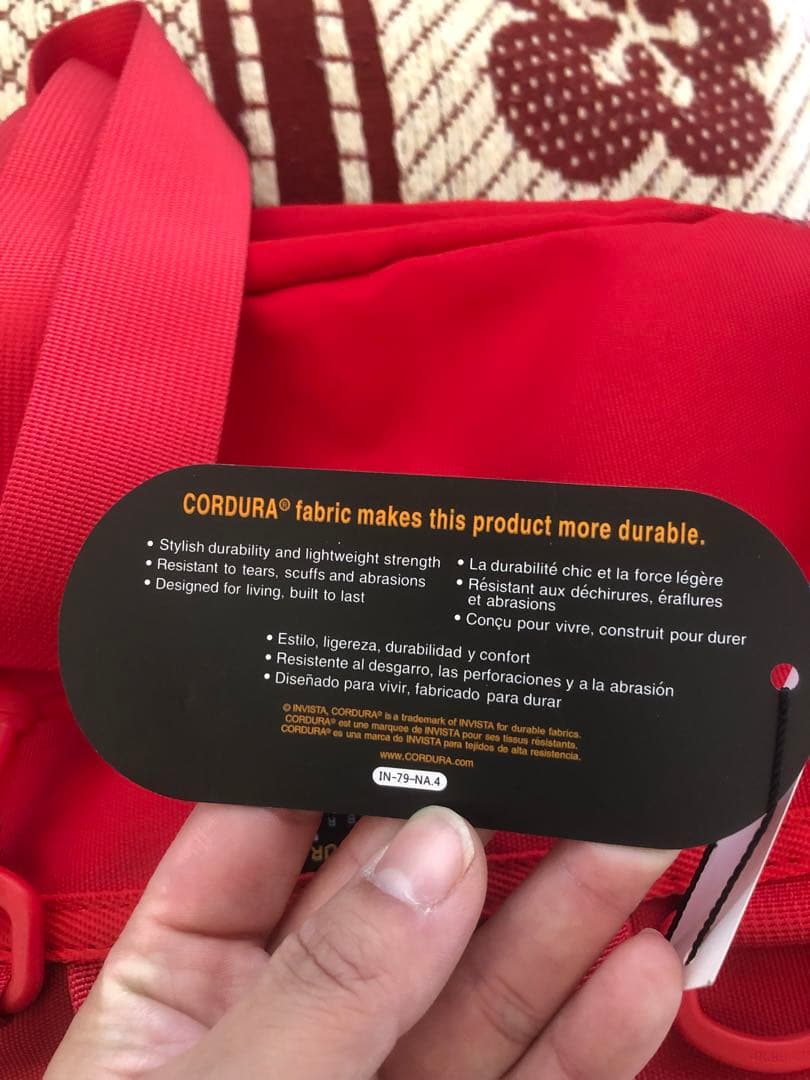 CORDURA® fabric makes this product more durable.
• Stylish durability and lightweight strength
• Resistant to tears, scuffs and abrasions
• Designed for living, built to last
• La durabilité chic et la force légère
• Résistant aux déchirures, éraflures
et abrasions
• Conçu pour vivre, construit pour durer
• Estilo, ligereza, durabilidad y confort
• Resistente al desgarro, las perforaciones y a la abrasión
• Diseñado para vivir, fabricado para durar
© INVISTA, CORDURA® is a trademark of INVISTA for durable fabrics.
CORDURA® est une marquee de INVISTA pour ses tissus résistants.
CORDURA® es una marca de INVISTA para tejidos de alta resistencia.
www.CORDURA.com
IN-79-NA.4